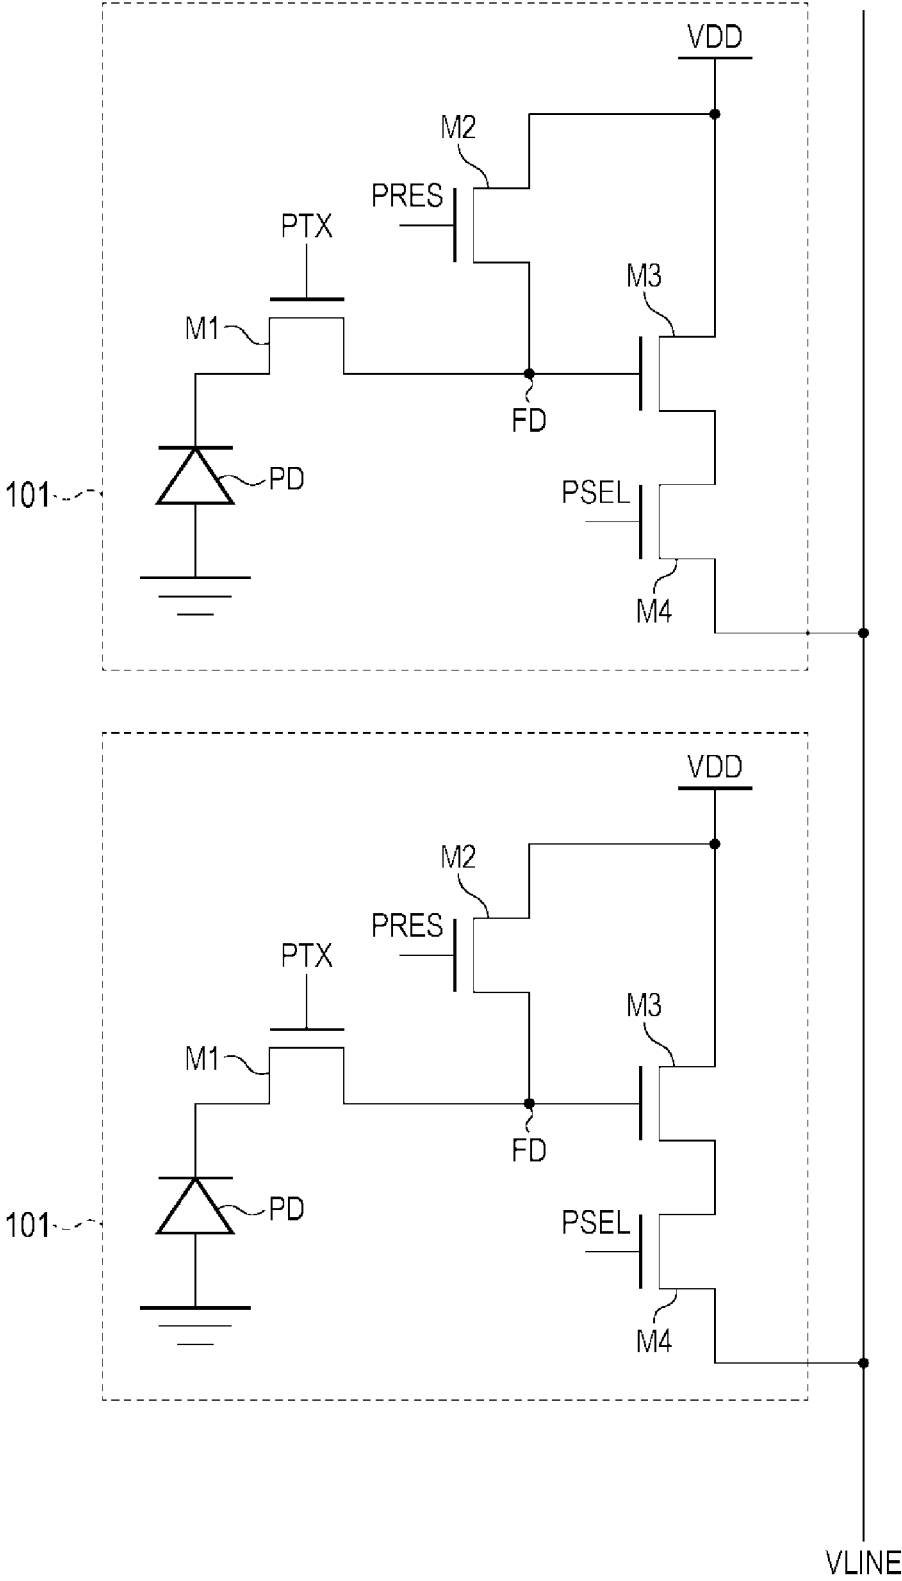 VDD
M2
PRES
PTX
M3
M1
FD
PD
PSEL
101
M4
VDD
M2
PRES
PTX
M3
M1
FD
PD
PSEL
101
M4
VLINE